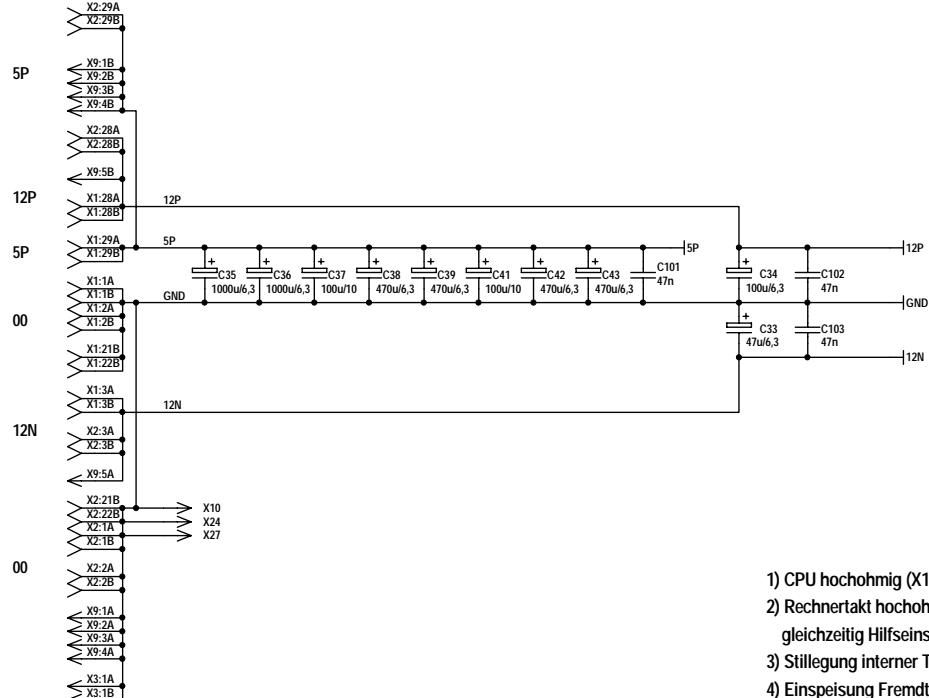 X2:29A
X2:29B
5P
X9:1B
X9:2B
X9:3B
X9:4B
X2:28A
X2:28B
X9:5B
12P
X1:28A
X1:28B
12P
5P
X1:29A
X1:29B
5P
5P
12P
+ C35 1000u/6,3
+ C36 1000u/6,3
+ C37 100u/10
+ C38 470u/6,3
+ C39 470u/6,3
+ C41 100u/10
+ C42 470u/6,3
+ C43 470u/6,3
C101 47n
+ C34 100u/6,3
C102 47n
00
X1:1A
X1:1B
X1:2A
X1:2B
GND
GND
+ C33 47u/6,3
C103 47n
X1:21B
X1:22B
12N
12N
X1:3A
X1:3B
12N
X2:3A
X2:3B
X9:5A
X2:21B
X2:22B
X2:1A
X2:1B
X10
X24
X27
00
X2:2A
X2:2B
X9:1A
X9:2A
X9:3A
X9:4A
X3:1A
X3:1B
1) CPU hochohmig (X1
2) Rechnertakt hochoh
gleichzeitig Hilfseins
3) Stillegung interner T
4) Einspeisung Fremdt